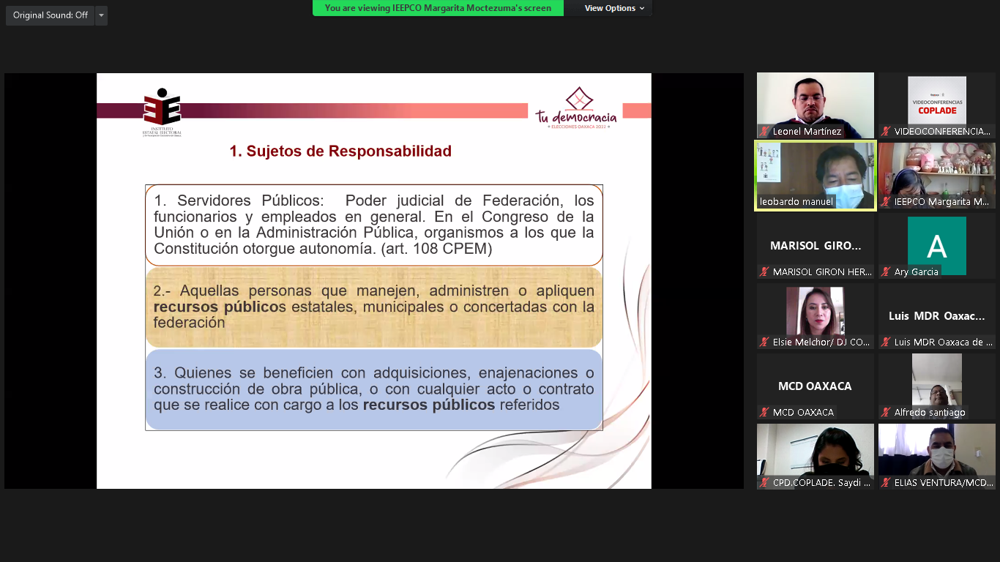 Original Sound: Off
You are viewing IEEPCO Margarita Moctezuma's screen
View Options
INSTITUTO
ESTATAL ELECTORAL
Tu democracia
ELECCIONES OAXACA 2022
1. Sujetos de Responsabilidad
1. Servidores Públicos: Poder judicial de Federación, los
funcionarios y empleados en general. En el Congreso de la
Unión o en la Administración Pública, organismos a los que la
Constitución otorgue autonomía. (art. 108 CPEM)
2.- Aquellas personas que manejen, administren o apliquen
recursos públicos estatales, municipales o concertadas con la
federación
3. Quienes se beneficien con adquisiciones, enajenaciones o
construcción de obra pública, o con cualquier acto o contrato
que se realice con cargo a los recursos públicos referidos
Leonel Martínez
VIDEOCONFERENCIAS
COPLADE
VIDEOCONFERENCIA...
leobardo manuel
IEEPCO Margarita M...
MARISOL GIRO...
MARISOL GIRON HER...
A
Ary Garcia
Elsie Melchor/ DJ CO...
Luis MDR Oaxac...
Luis MDR Oaxaca de ...
MCD OAXACA
MCD OAXACA
Alfredo santiago
CPD.COPLADE. Saydi ...
ELIAS VENTURA/MCD...